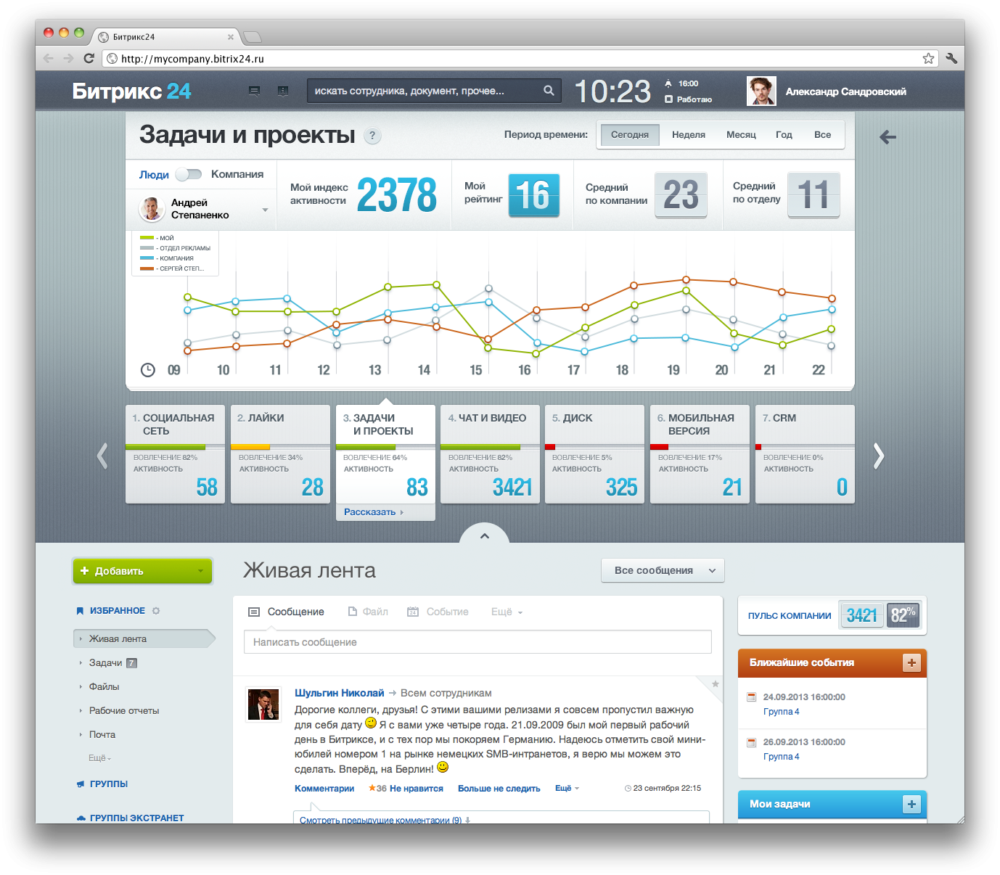 Битрикс24
http://mycompany.bitrix24.ru
Битрикс 24
искать сотрудника, документ, прочее...
10:23
16:00
Работаю
Александр Сандровский
Задачи и проекты ?
Период времени:
Сегодня Неделя Месяц Год Все
Люди Компания
Андрей
Степаненко
Мой индекс
активности
2378
Мой
рейтинг
16
Средний
по компании
23
Средний
по отделу
11
- МОЙ
- ОТДЕЛ РЕКЛАМЫ
- КОМПАНИЯ
- СЕРГЕЙ СТЕП...
09 10 11 12 13 14 15 16 17 18 19 20 21 22
1. СОЦИАЛЬНАЯ
СЕТЬ
ВОВЛЕЧЕНИЕ 82%
АКТИВНОСТЬ
58
2. ЛАЙКИ
ВОВЛЕЧЕНИЕ 34%
АКТИВНОСТЬ
28
3. ЗАДАЧИ
И ПРОЕКТЫ
ВОВЛЕЧЕНИЕ 64%
АКТИВНОСТЬ
83
Рассказать
4. ЧАТ И ВИДЕО
ВОВЛЕЧЕНИЕ 82%
АКТИВНОСТЬ
3421
5. ДИСК
ВОВЛЕЧЕНИЕ 5%
АКТИВНОСТЬ
325
6. МОБИЛЬНАЯ
ВЕРСИЯ
ВОВЛЕЧЕНИЕ 17%
АКТИВНОСТЬ
21
7. CRM
ВОВЛЕЧЕНИЕ 0%
АКТИВНОСТЬ
0
+ Добавить
ИЗБРАННОЕ
Живая лента
Задачи 7
Файлы
Рабочие отчеты
Почта
Ещё
ГРУППЫ
ГРУППЫ ЭКСТРАНЕТ
Живая лента
Все сообщения
Сообщение Файл 24 Событие Ещё
Написать сообщение
Шульгин Николай → Всем сотрудникам
Дорогие коллеги, друзья! С этими вашими релизами я совсем пропустил важную
для себя дату Я с вами уже четыре года. 21.09.2009 был мой первый рабочий
день в Битриксе, и с тех пор мы покоряем Германию. Надеюсь отметить свой мини-
юбилей номером 1 на рынке немецких SMB-интранетов, я верю мы можем это
сделать. Вперёд, на Берлин!
Комментарии ★36 Не нравится Больше не следить Ещё 23 сентября 22:15
Смотреть предыдущие комментарии (9)
ПУЛЬС КОМПАНИИ 3421 82%
Ближайшие события +
24.09.2013 16:00:00
Группа 4
26.09.2013 16:00:00
Группа 4
Мои задачи +